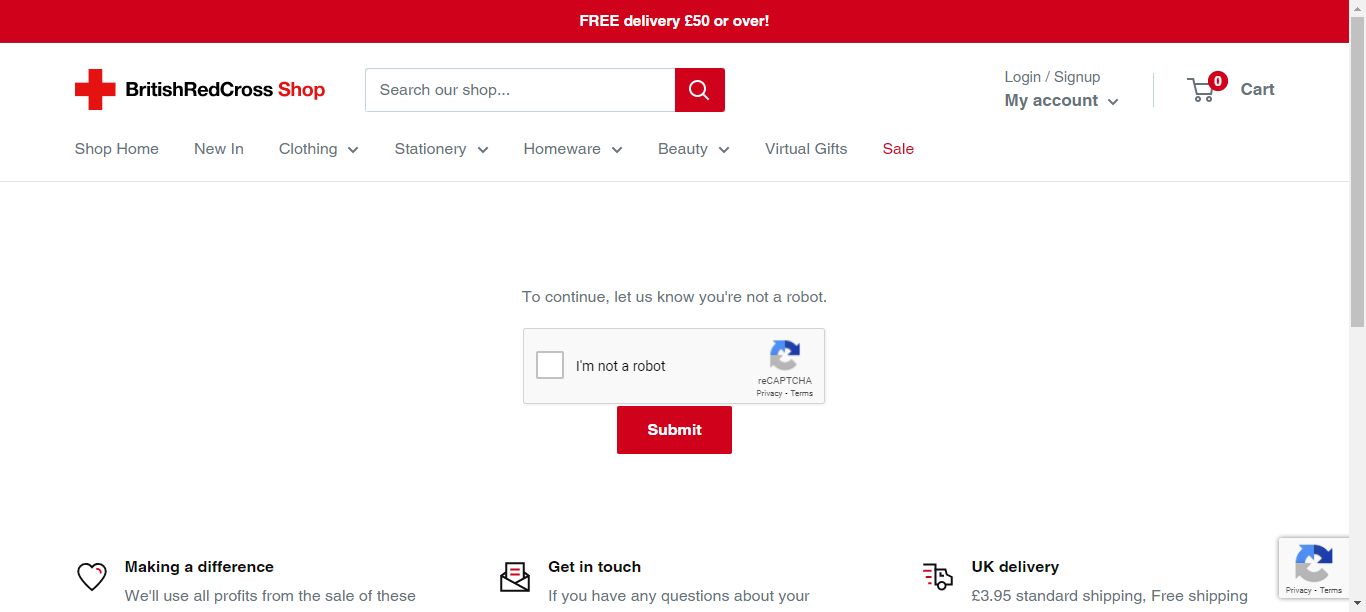 FREE delivery £50 or over!
BritishRedCross Shop
Search our shop...
Login / Signup
My account
0
Cart
Shop Home
New In
Clothing
Stationery
Homeware
Beauty
Virtual Gifts
Sale
To continue, let us know you're not a robot.
I'm not a robot
reCAPTCHA
Privacy - Terms
Submit
Making a difference
We'll use all profits from the sale of these
Get in touch
If you have any questions about your
UK delivery
£3.95 standard shipping, Free shipping
Privacy - Terms